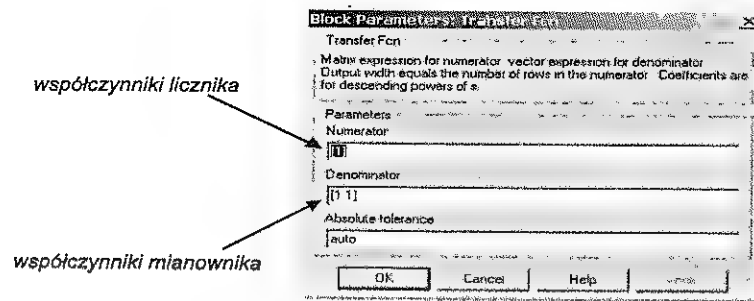 Block Parameters: Transfer Fcn
Transfer Fcn
Matrix expression for numerator, vector expression for denominator.
Output width equals the number of rows in the numerator. Coefficients are
for descending powers of s.
współczynniki licznika
Parameters
Numerator
[1]
Denominator
[1 1]
Absolute tolerance
auto
współczynniki mianownika
OK Cancel Help